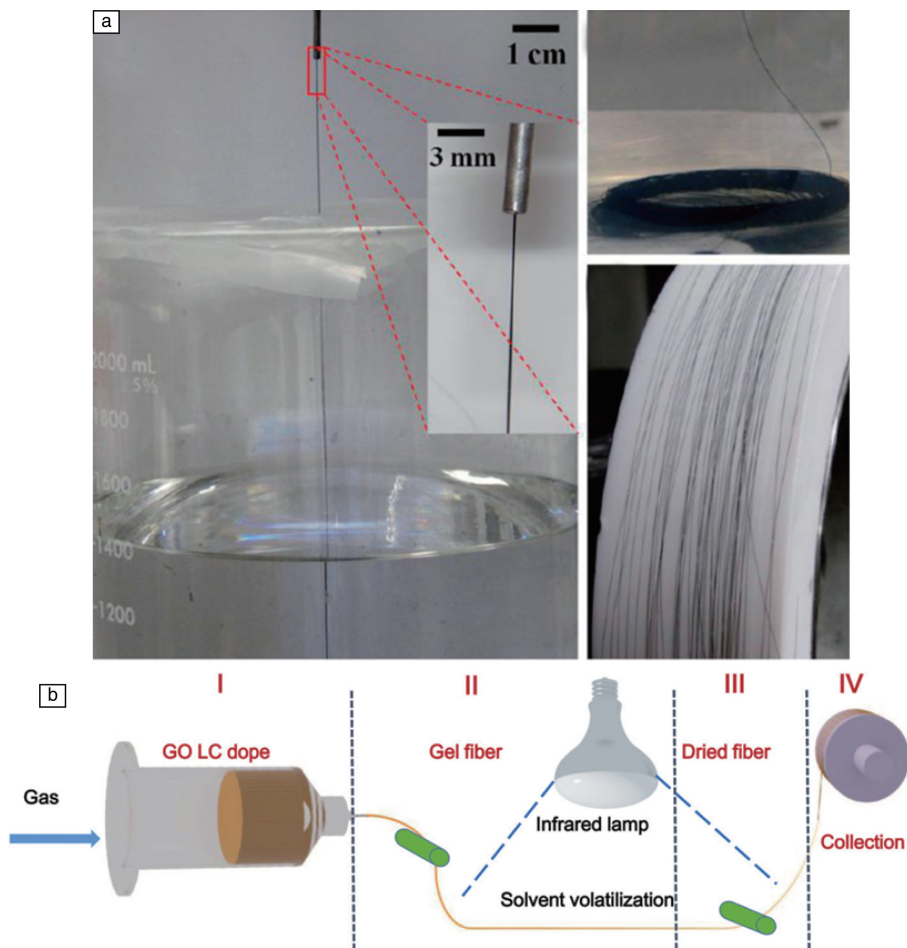 a
1 cm
3 mm
2000 mL
5%
1800
1600
1400
1200
b
I
II
III
IV
GO LC dope
Gel fiber
Dried fiber
Gas
Infrared lamp
Collection
Solvent volatilization